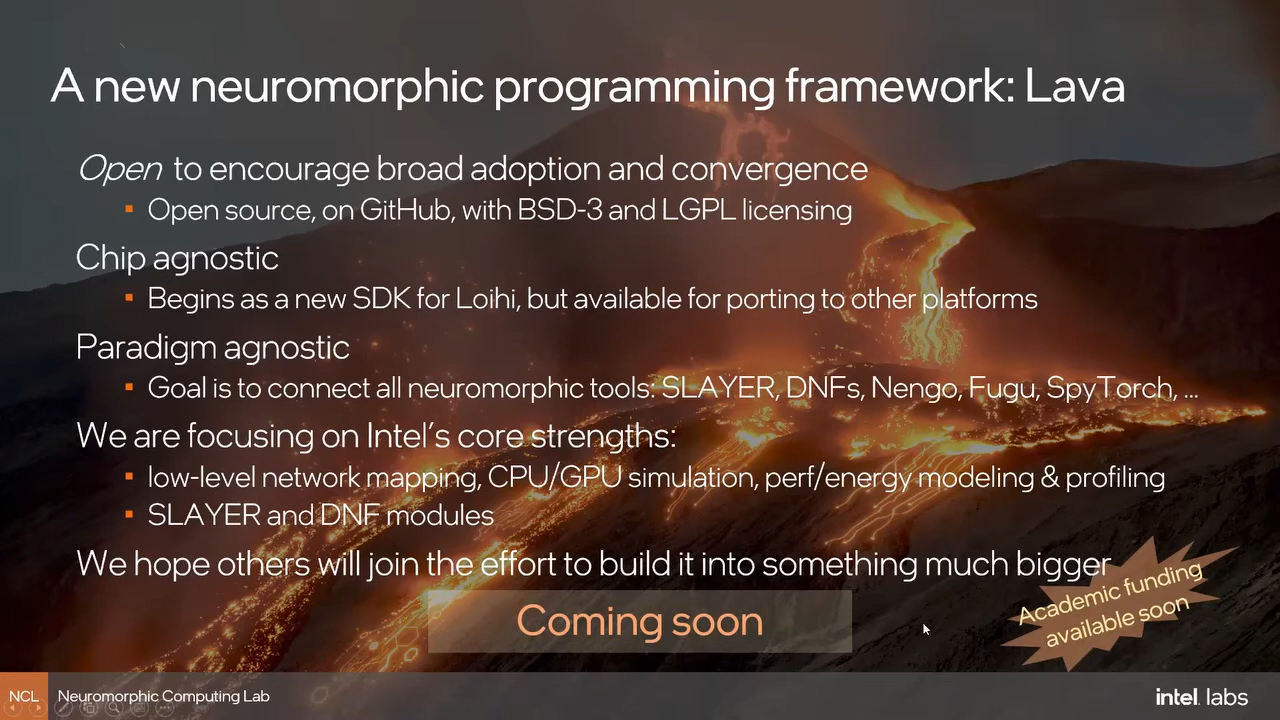 A new neuromorphic programming framework: Lava
Open to encourage broad adoption and convergence
Open source, on GitHub, with BSD-3 and LGPL licensing
Chip agnostic
Begins as a new SDK for Loihi, but available for porting to other platforms
Paradigm agnostic
Goal is to connect all neuromorphic tools: SLAYER, DNFs, Nengo, Fugu, SpyTorch, ...
We are focusing on Intel's core strengths:
low-level network mapping, CPU/GPU simulation, perf/energy modeling & profiling
SLAYER and DNF modules
We hope others will join the effort to build it into something much bigger
Academic funding
available soon
Coming soon
NCL
Neuromorphic Computing Lab
intel labs